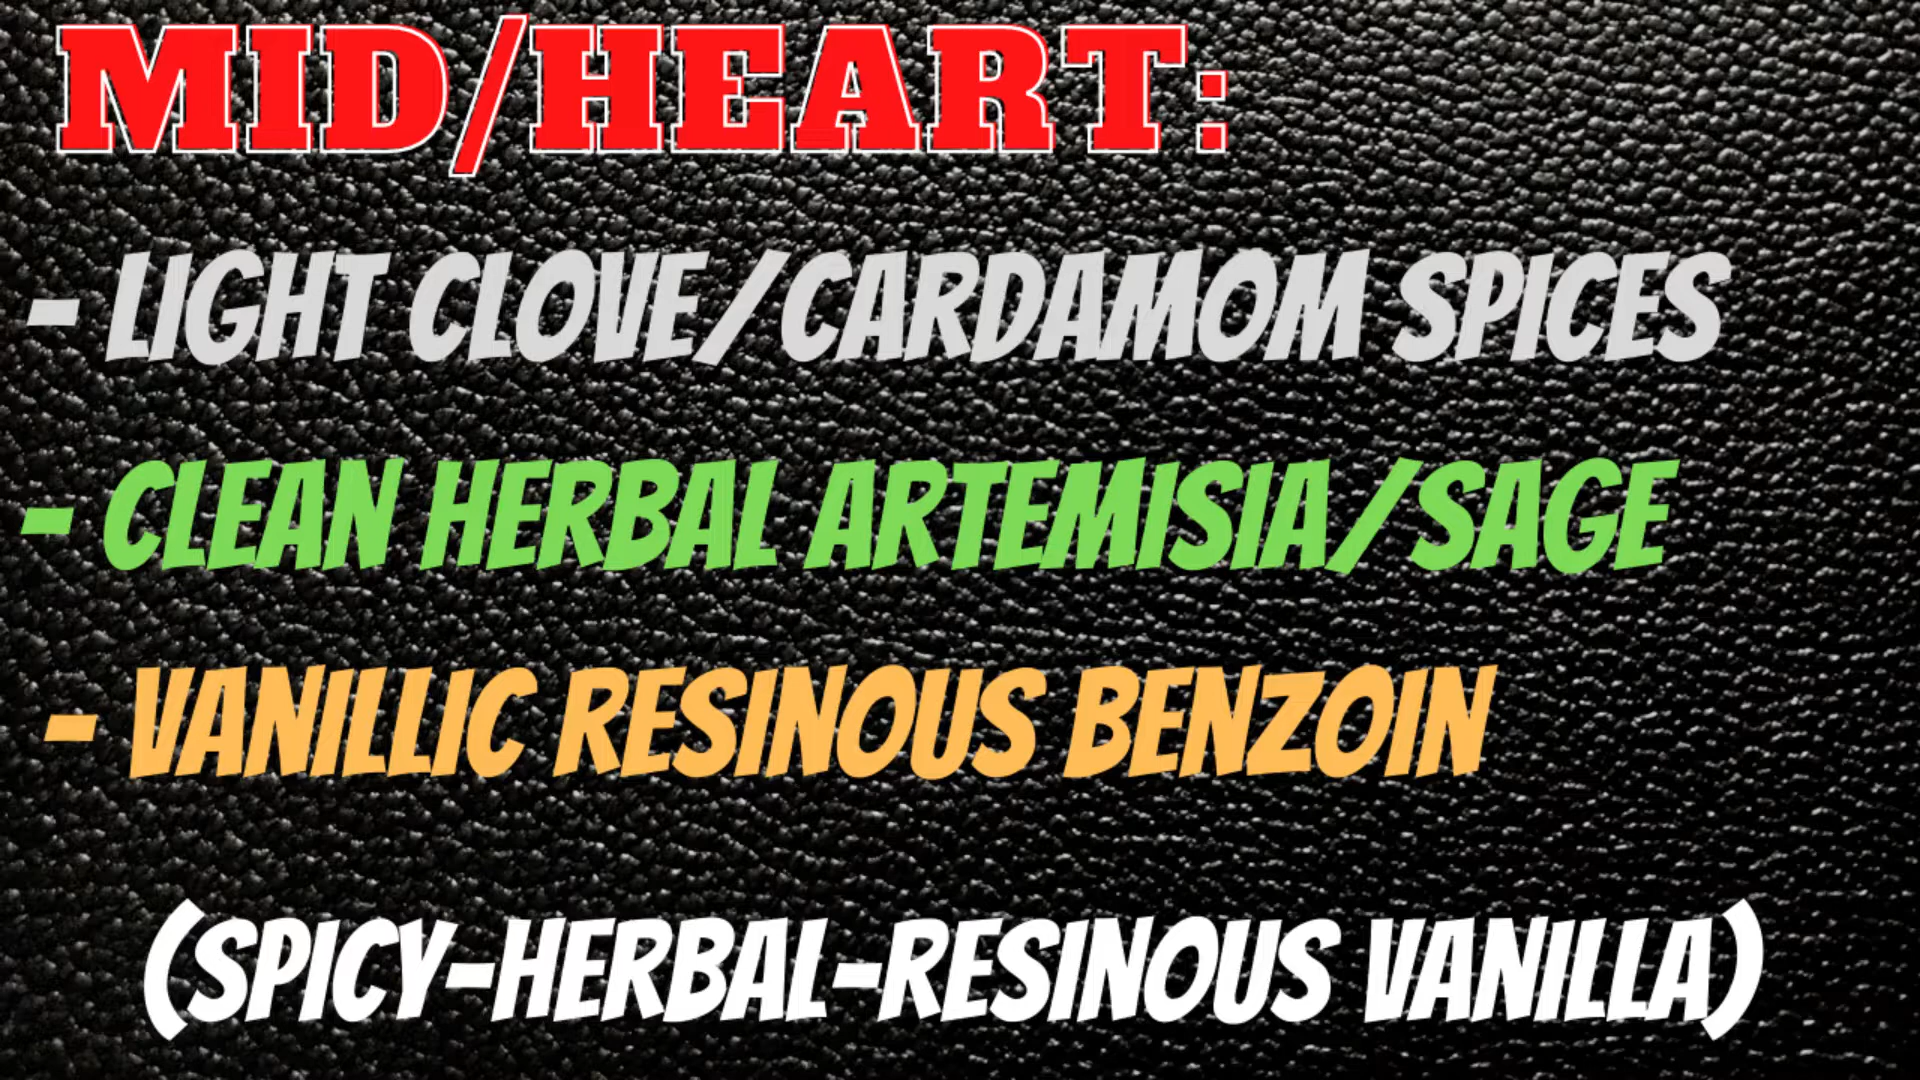 MID/HEART:
- LIGHT CLOVE/CARDAMOM SPICES
- CLEAN HERBAL ARTEMISIA/SAGE
- VANILLIC RESINOUS BENZOIN
(SPICY-HERBAL-RESINOUS VANILLA)